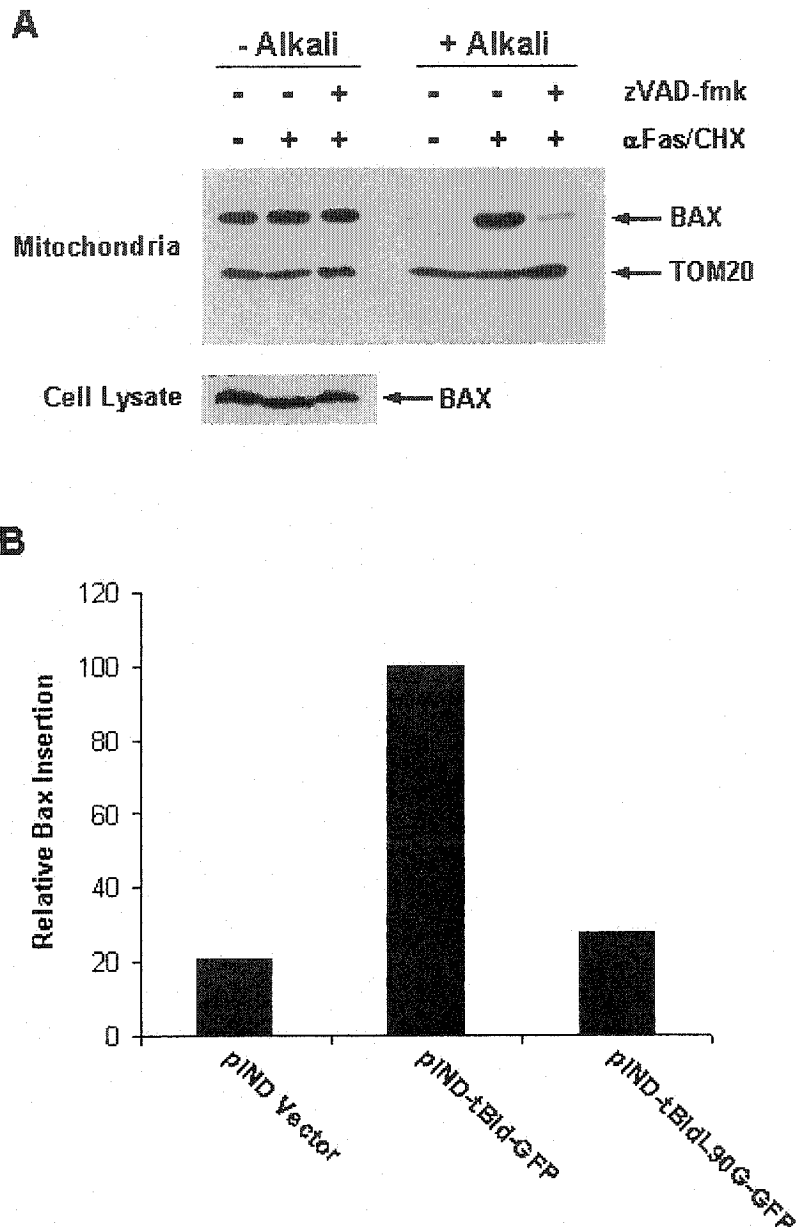 A
- Alkali + Alkali
- - + - - + zVAD-fmk
- + + - + + αFas/CHX
Mitochondria
BAX
TOM20
Cell Lysate
BAX
B
120
100
80
60
40
20
0
Relative Bax Insertion
pIND Vector
pIND-tBId-GFP
pIND-tBIdL90G-GFP